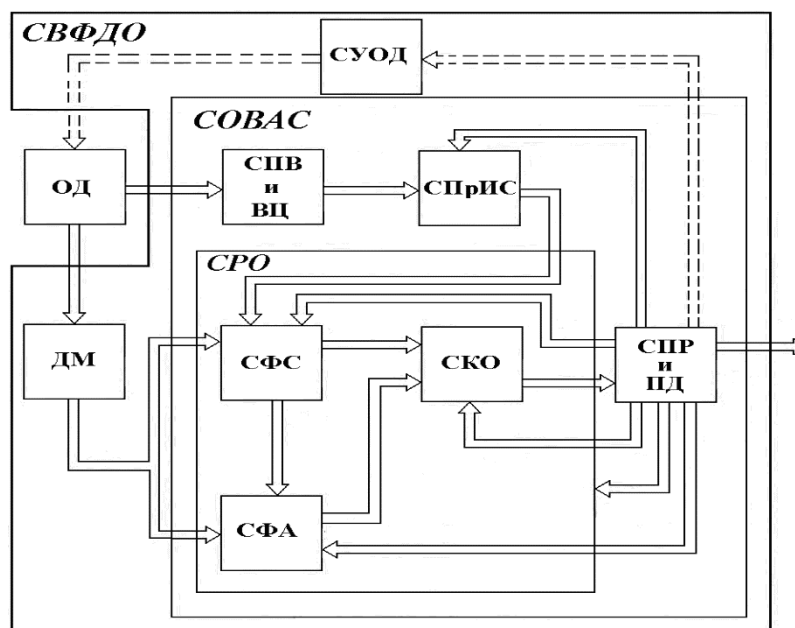 СВФДО
СУОД
СОВАС
ОД
СПВ
и
ВЦ
СПрИС
СРО
ДМ
СФС
СКО
СПР
и
ПД
СФА